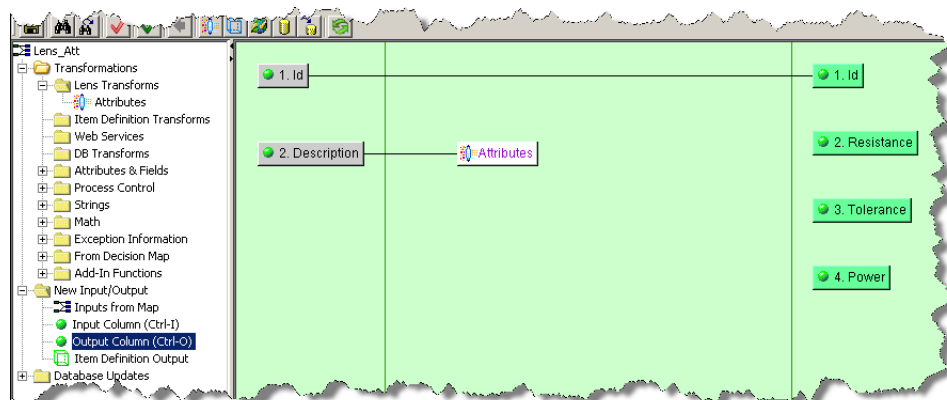 Lens_Att
Transformations
Lens Transforms
Attributes
Item Definition Transforms
Web Services
DB Transforms
Attributes & Fields
Process Control
Strings
Math
Exception Information
From Decision Map
Add-In Functions
New Input/Output
Inputs from Map
Input Column (Ctrl-I)
Output Column (Ctrl-O)
Item Definition Output
Database Updates
1. Id
2. Description
Attributes
1. Id
2. Resistance
3. Tolerance
4. Power